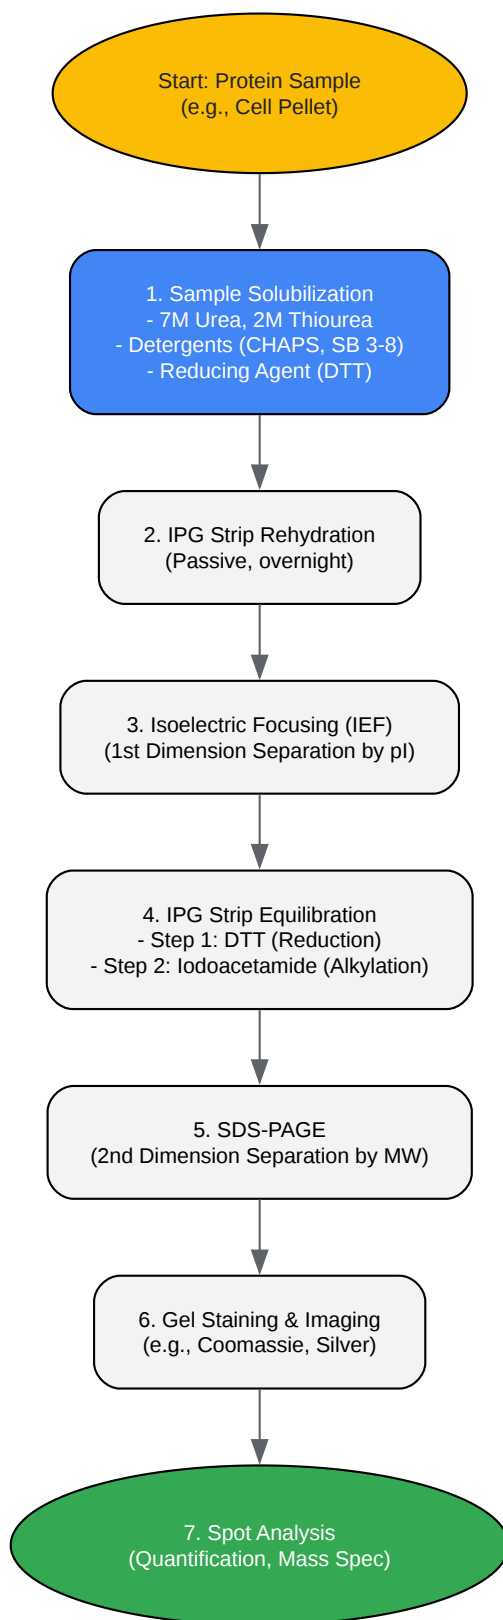 Start: Protein Sample
(e.g., Cell Pellet)
1. Sample Solubilization
- 7M Urea, 2M Thiourea
- Detergents (CHAPS, SB 3-8)
- Reducing Agent (DTT)
2. IPG Strip Rehydration
(Passive, overnight)
3. Isoelectric Focusing (IEF)
(1st Dimension Separation by pI)
4. IPG Strip Equilibration
- Step 1: DTT (Reduction)
- Step 2: Iodoacetamide (Alkylation)
5. SDS-PAGE
(2nd Dimension Separation by MW)
6. Gel Staining & Imaging
(e.g., Coomassie, Silver)
7. Spot Analysis
(Quantification, Mass Spec)